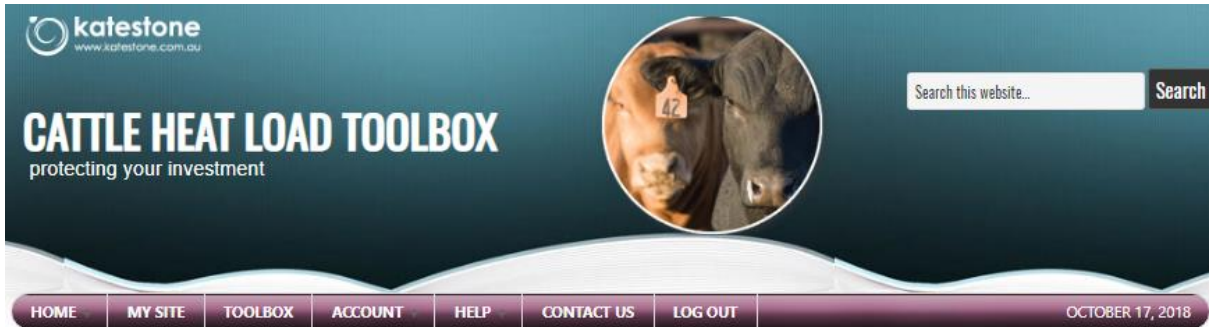 katestone
www.katestone.com.au
Search this website...
Search
42
CATTLE HEAT LOAD TOOLBOX
protecting your investment
HOME
MY SITE
TOOLBOX
ACCOUNT
HELP
CONTACT US
LOG OUT
OCTOBER 17, 2018